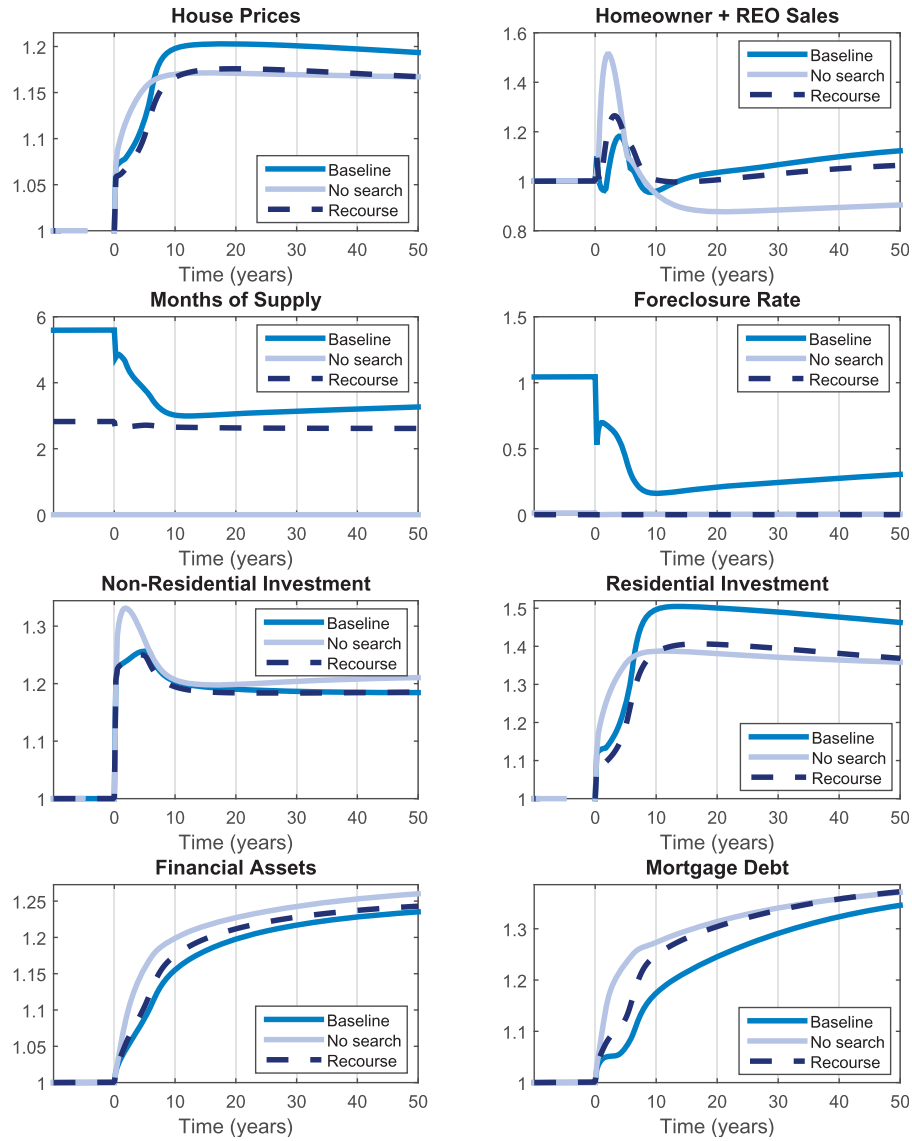 House Prices
1.2
1.15
1.1
1.05
1
Baseline
No search
Recourse
0 10 20 30 40 50
Time (years)
Homeowner + REO Sales
1.6
1.4
1.2
1
0.8
Baseline
No search
Recourse
0 10 20 30 40 50
Time (years)
Months of Supply
6
4
2
0
Baseline
No search
Recourse
0 10 20 30 40 50
Time (years)
Foreclosure Rate
1.5
1
0.5
0
Baseline
No search
Recourse
0 10 20 30 40 50
Time (years)
Non-Residential Investment
1.3
1.2
1.1
1
Baseline
No search
Recourse
0 10 20 30 40 50
Time (years)
Residential Investment
1.5
1.4
1.3
1.2
1.1
1
Baseline
No search
Recourse
0 10 20 30 40 50
Time (years)
Financial Assets
1.25
1.2
1.15
1.1
1.05
1
Baseline
No search
Recourse
0 10 20 30 40 50
Time (years)
Mortgage Debt
1.3
1.2
1.1
1
Baseline
No search
Recourse
0 10 20 30 40 50
Time (years)